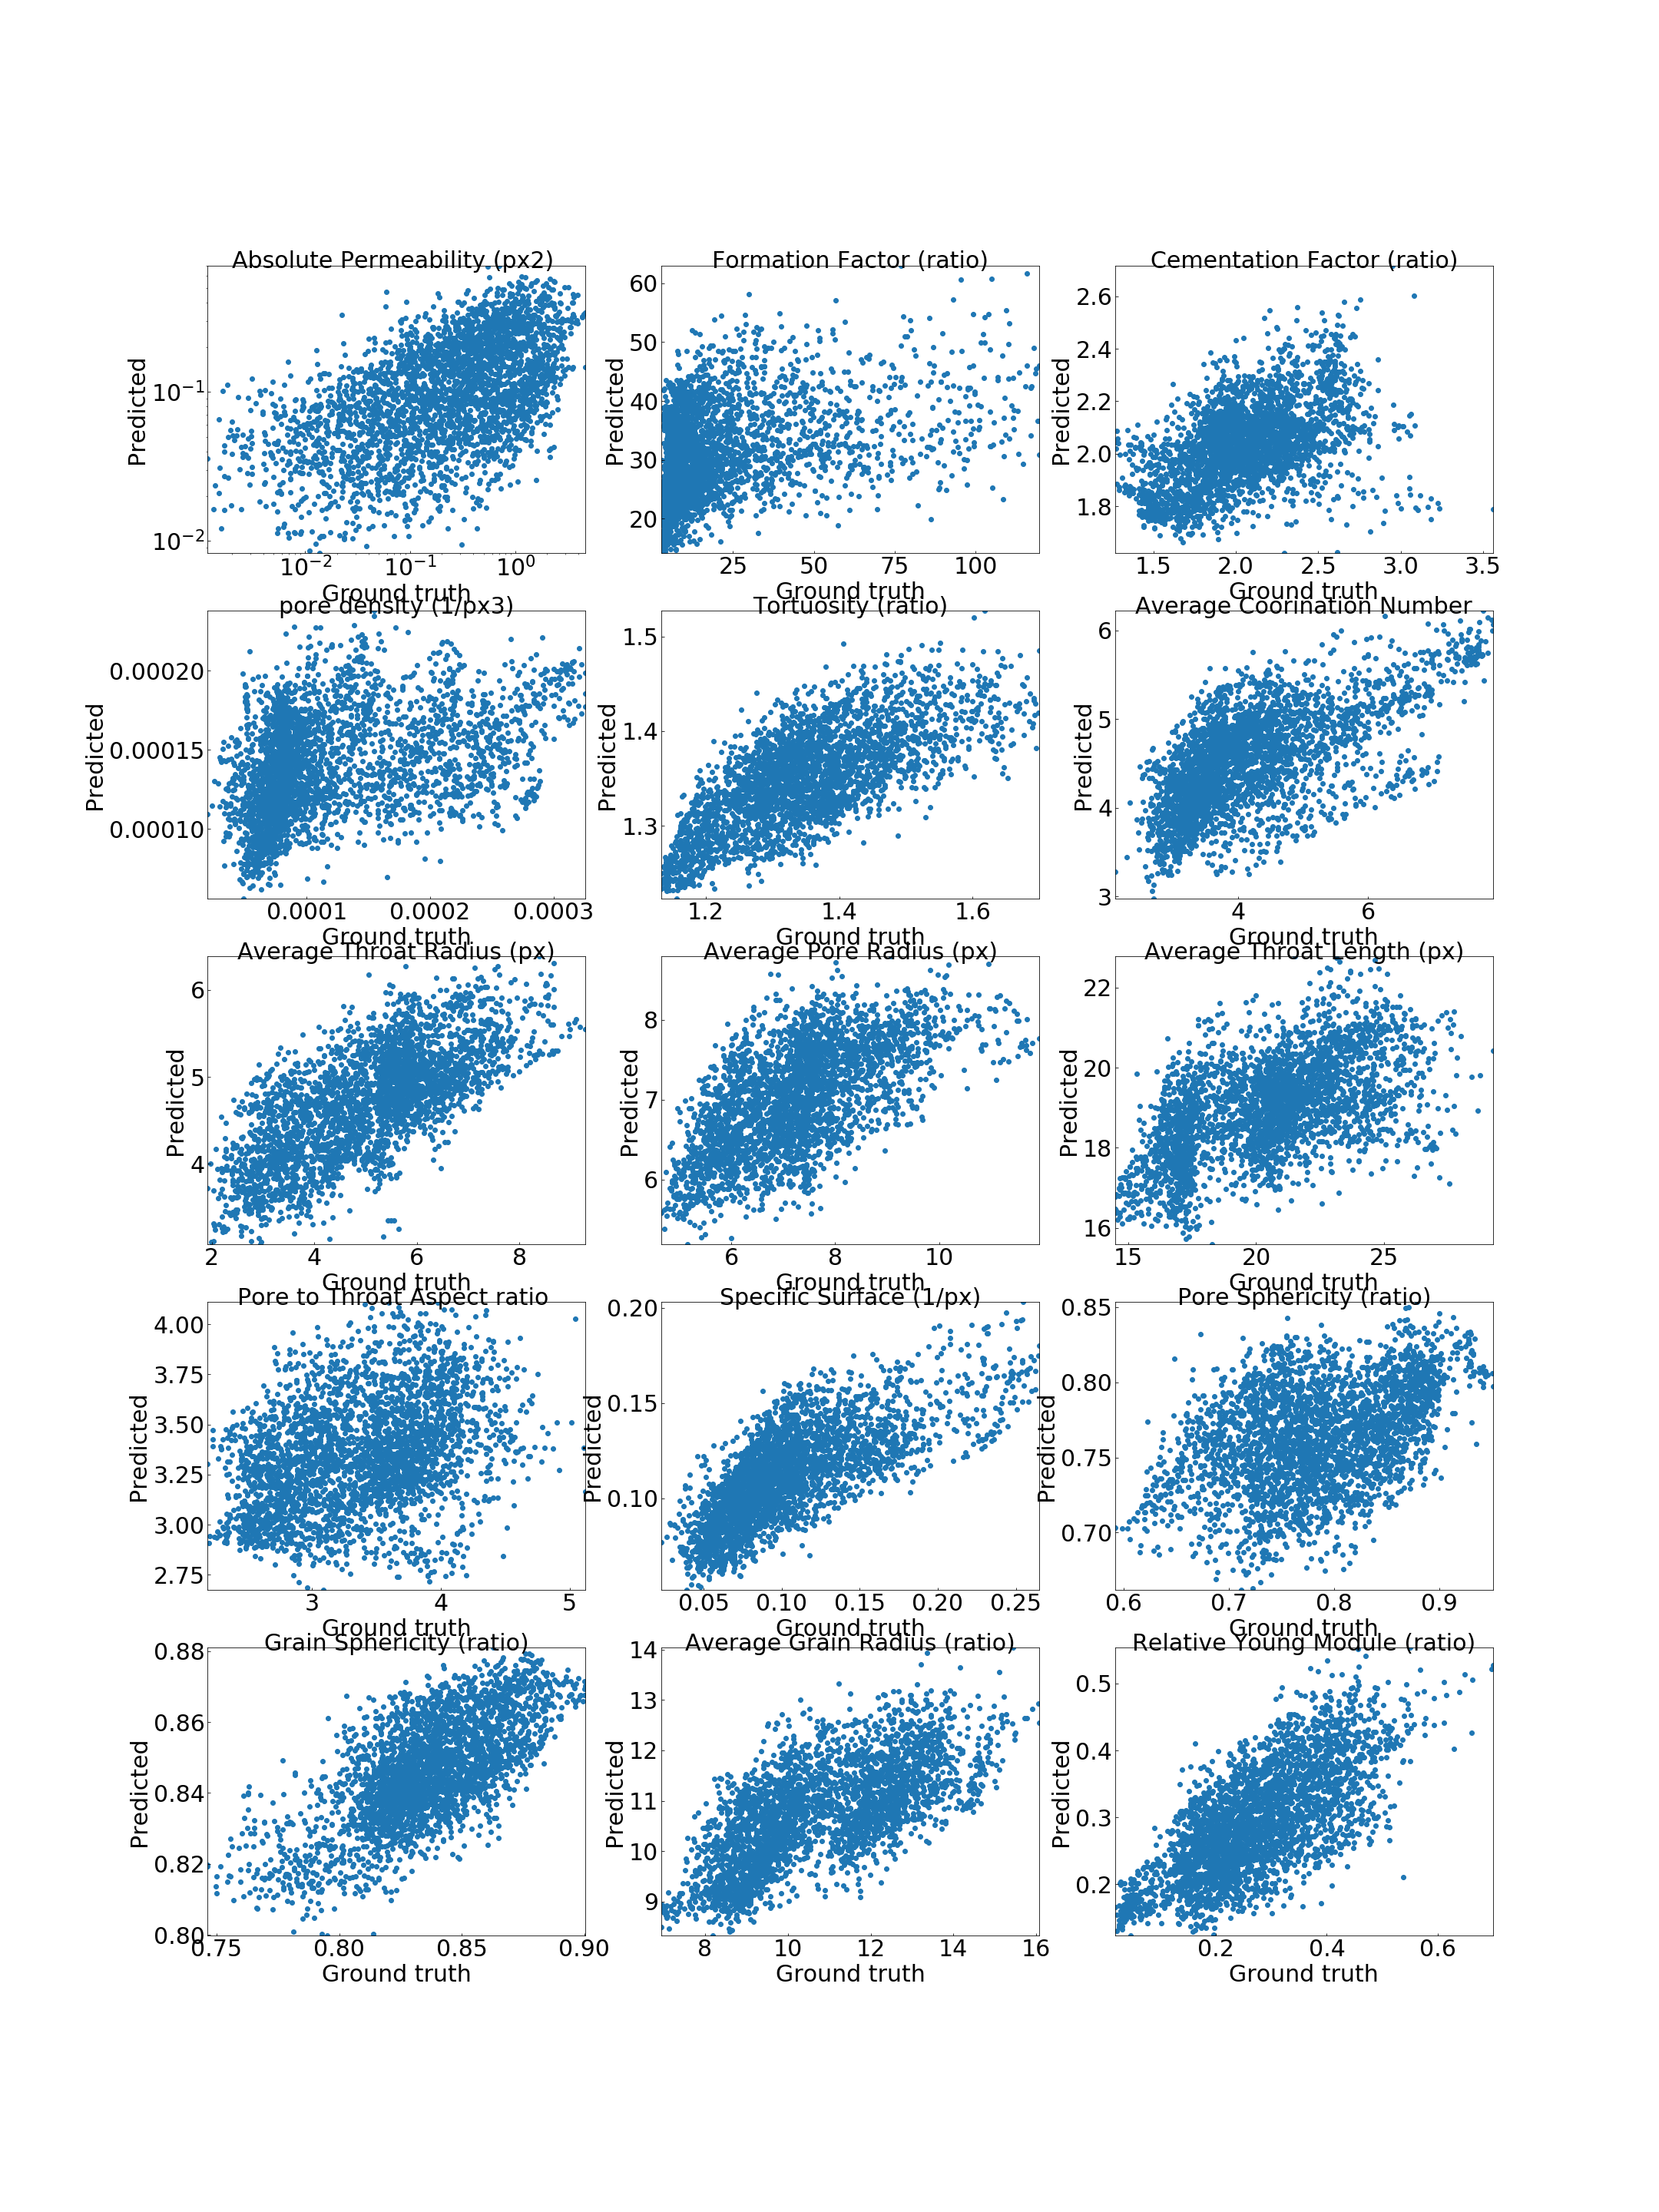 Absolute Permeability (px2)
Predicted
10⁻¹
10⁻²
10⁻² 10⁻¹ 10⁰
Ground truth
Formation Factor (ratio)
Predicted
60
50
40
30
20
25 50 75 100
Ground truth
Cementation Factor (ratio)
Predicted
2.6
2.4
2.2
2.0
1.8
1.5 2.0 2.5 3.0 3.5
Ground truth
pore density (1/px3)
Predicted
0.00020
0.00015
0.00010
0.0001 0.0002 0.0003
Ground truth
Tortuosity (ratio)
Predicted
1.5
1.4
1.3
1.2 1.4 1.6
Ground truth
Average Coorination Number
Predicted
6
5
4
3
4 6
Ground truth
Average Throat Radius (px)
Predicted
6
5
4
2 4 6 8
Ground truth
Average Pore Radius (px)
Predicted
8
7
6
6 8 10
Ground truth
Average Throat Length (px)
Predicted
22
20
18
16
15 20 25
Ground truth
Pore to Throat Aspect ratio
Predicted
4.00
3.75
3.50
3.25
3.00
2.75
3 4 5
Ground truth
Specific Surface (1/px)
Predicted
0.20
0.15
0.10
0.05 0.10 0.15 0.20 0.25
Ground truth
Pore Sphericity (ratio)
Predicted
0.85
0.80
0.75
0.70
0.6 0.7 0.8 0.9
Ground truth
Grain Sphericity (ratio)
Predicted
0.88
0.86
0.84
0.82
0.80
0.75 0.80 0.85 0.90
Ground truth
Average Grain Radius (ratio)
Predicted
14
13
12
11
10
9
8 10 12 14 16
Ground truth
Relative Young Module (ratio)
Predicted
0.5
0.4
0.3
0.2
0.2 0.4 0.6
Ground truth